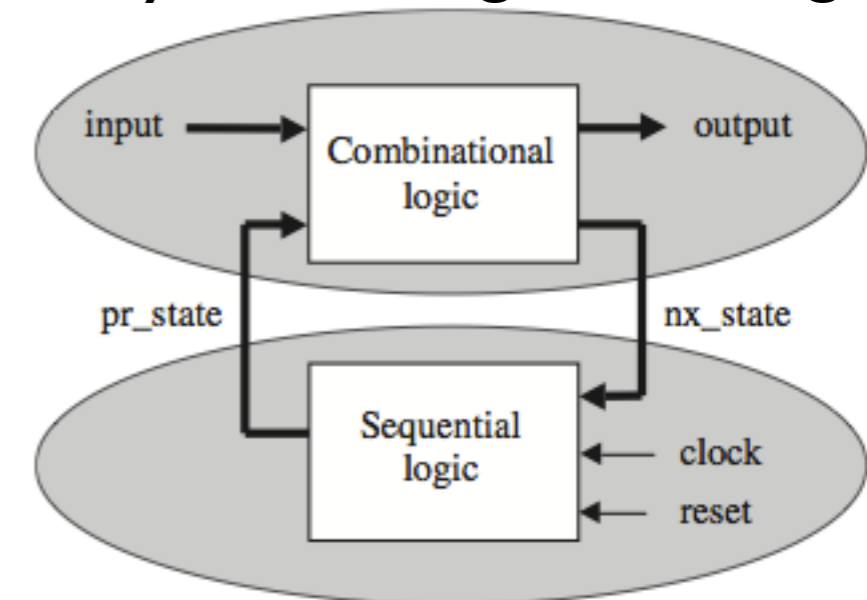 input
output
Combinational
logic
pr_state
nx_state
Sequential
logic
clock
reset